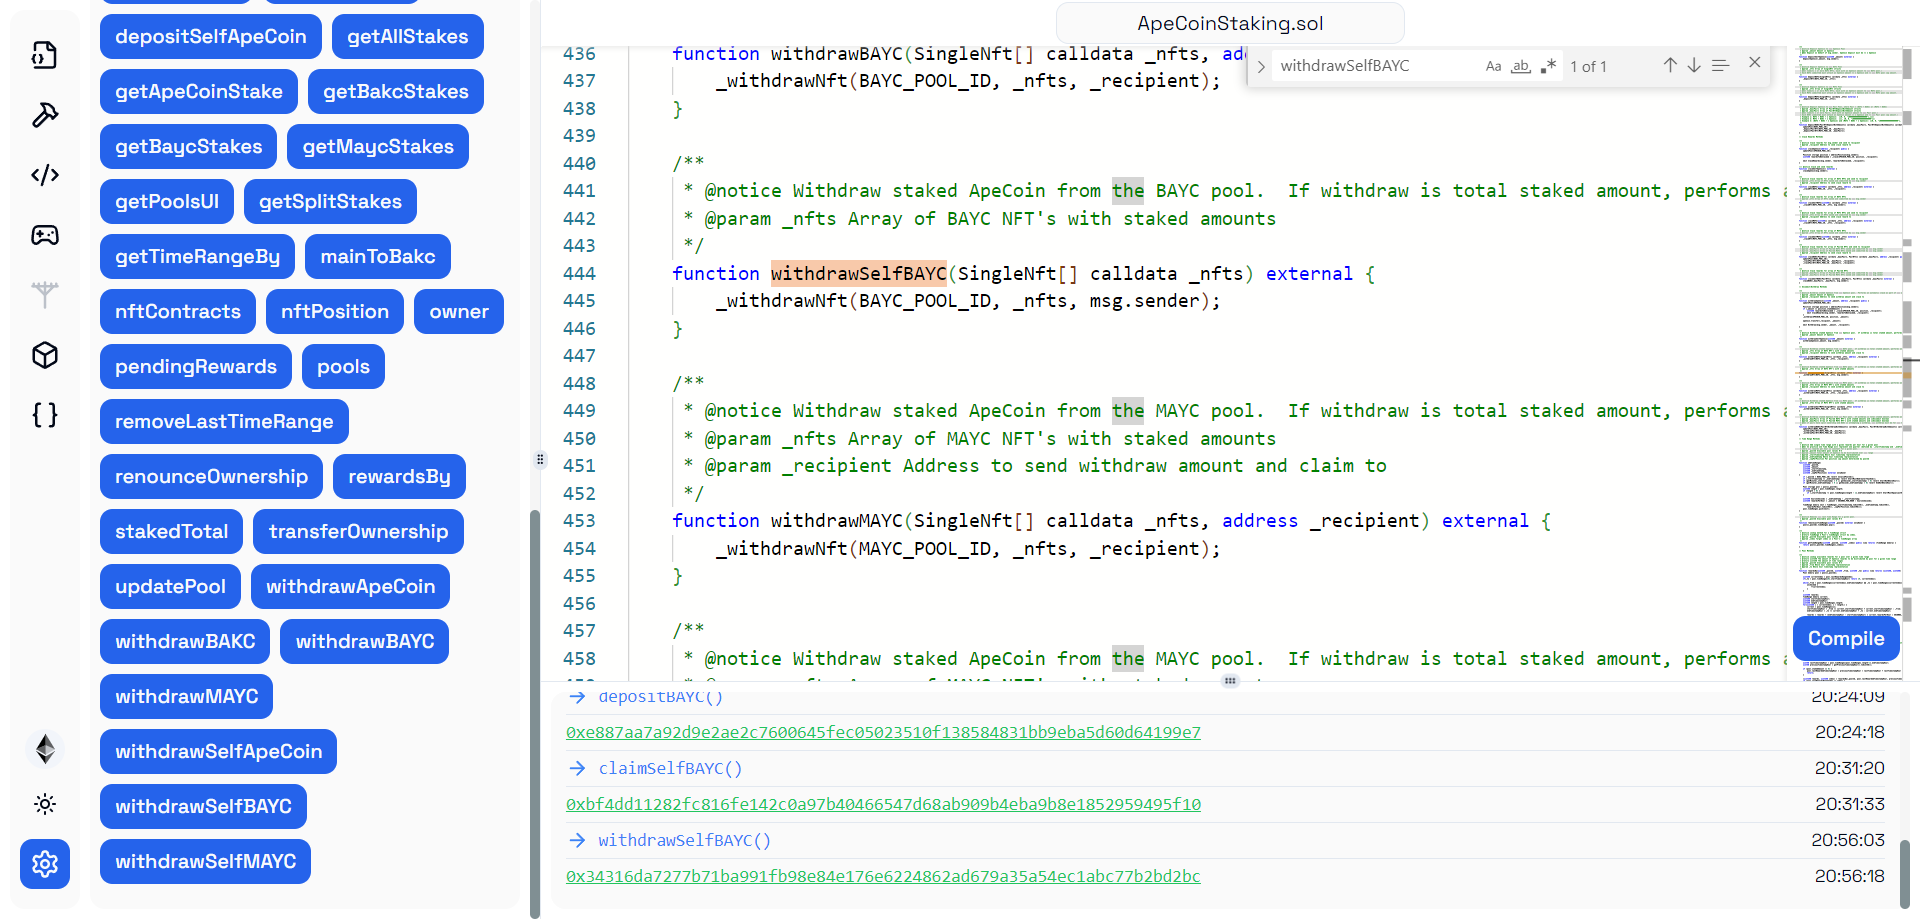 depositSelfApeCoin getAllStakes
getApeCoinStake getBakcStakes
getBaycStakes getMaycStakes
getPoolsUI getSplitStakes
getTimeRangeBy mainToBakc
nftContracts nftPosition owner
pendingRewards pools
removeLastTimeRange
renounceOwnership rewardsBy
stakedTotal transferOwnership
updatePool withdrawApeCoin
withdrawBAKC withdrawBAYC
withdrawMAYC
withdrawSelfApeCoin
withdrawSelfBAYC
withdrawSelfMAYC
ApeCoinStaking.sol
withdrawSelfBAYC Aa ab 1 of 1
436 function withdrawBAYC(SingleNft[] calldata _nfts, ad
437 _withdrawNft(BAYC_POOL_ID, _nfts, _recipient);
438 }
439
440 /**
441 * @notice Withdraw staked ApeCoin from the BAYC pool.  If withdraw is total staked amount, performs
442 * @param _nfts Array of BAYC NFT's with staked amounts
443 */
444 function withdrawSelfBAYC(SingleNft[] calldata _nfts) external {
445 _withdrawNft(BAYC_POOL_ID, _nfts, msg.sender);
446 }
447
448 /**
449 * @notice Withdraw staked ApeCoin from the MAYC pool.  If withdraw is total staked amount, performs
450 * @param _nfts Array of MAYC NFT's with staked amounts
451 * @param _recipient Address to send withdraw amount and claim to
452 */
453 function withdrawMAYC(SingleNft[] calldata _nfts, address _recipient) external {
454 _withdrawNft(MAYC_POOL_ID, _nfts, _recipient);
455 }
456
457 /**
458 * @notice Withdraw staked ApeCoin from the MAYC pool.  If withdraw is total staked amount, performs
Compile
depositBAYC() 20:24:09
0xe887aa7a92d9e2ae2c7600645fec05023510f138584831bb9eba5d60d64199e7 20:24:18
claimSelfBAYC() 20:31:20
0xbf4dd11282fc816fe142c0a97b40466547d68ab909b4eba9b8e1852959495f10 20:31:33
withdrawSelfBAYC() 20:56:03
0x34316da7277b71ba991fb98e84e176e6224862ad679a35a54ec1abc77b2bd2bc 20:56:18